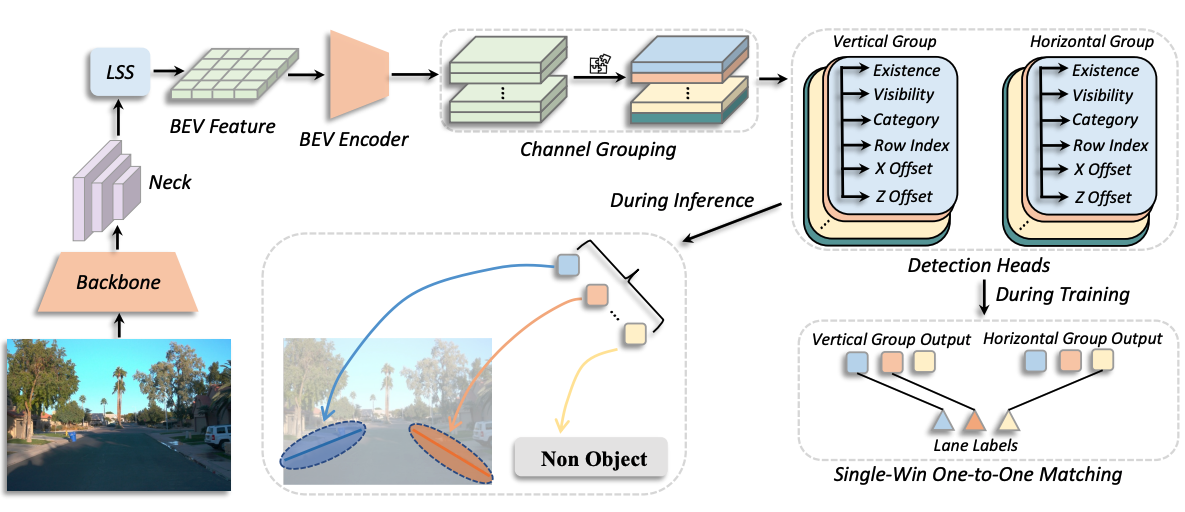 LSS
BEV Feature
BEV Encoder
Channel Grouping
Neck
Backbone
Vertical Group
Existence
Visibility
Category
Row Index
X Offset
Z Offset
Horizontal Group
Existence
Visibility
Category
Row Index
X Offset
Z Offset
Detection Heads
During Inference
During Training
Non Object
Vertical Group Output
Horizontal Group Output
Lane Labels
Single-Win One-to-One Matching